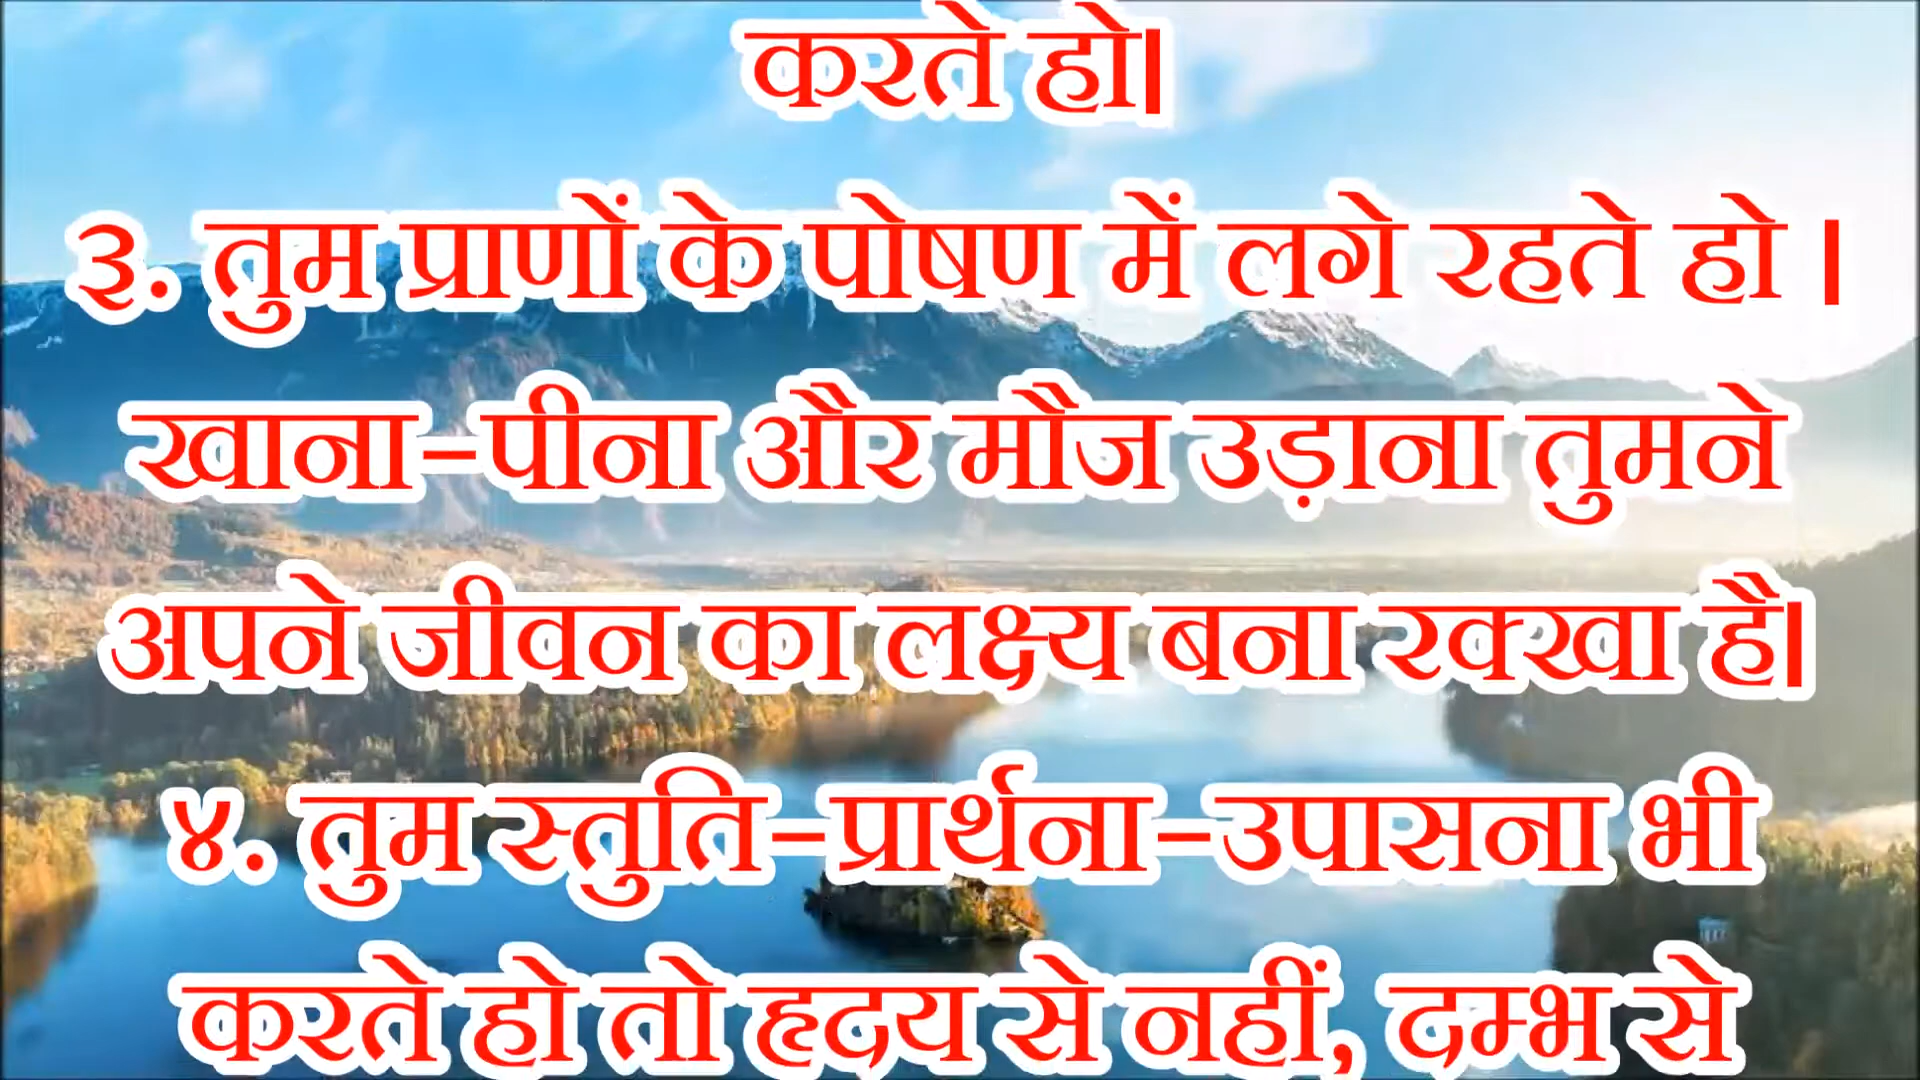 करते हो।
३. तुम प्राणों के पोषण में लगे रहते हो ।
खाना-पीना और मौज उड़ाना तुमने
अपने जीवन का लक्ष्य बना रक्खा है।
४. तुम स्तुति-प्रार्थना-उपासना भी
करते हो तो हृदय से नहीं, दम्भ से